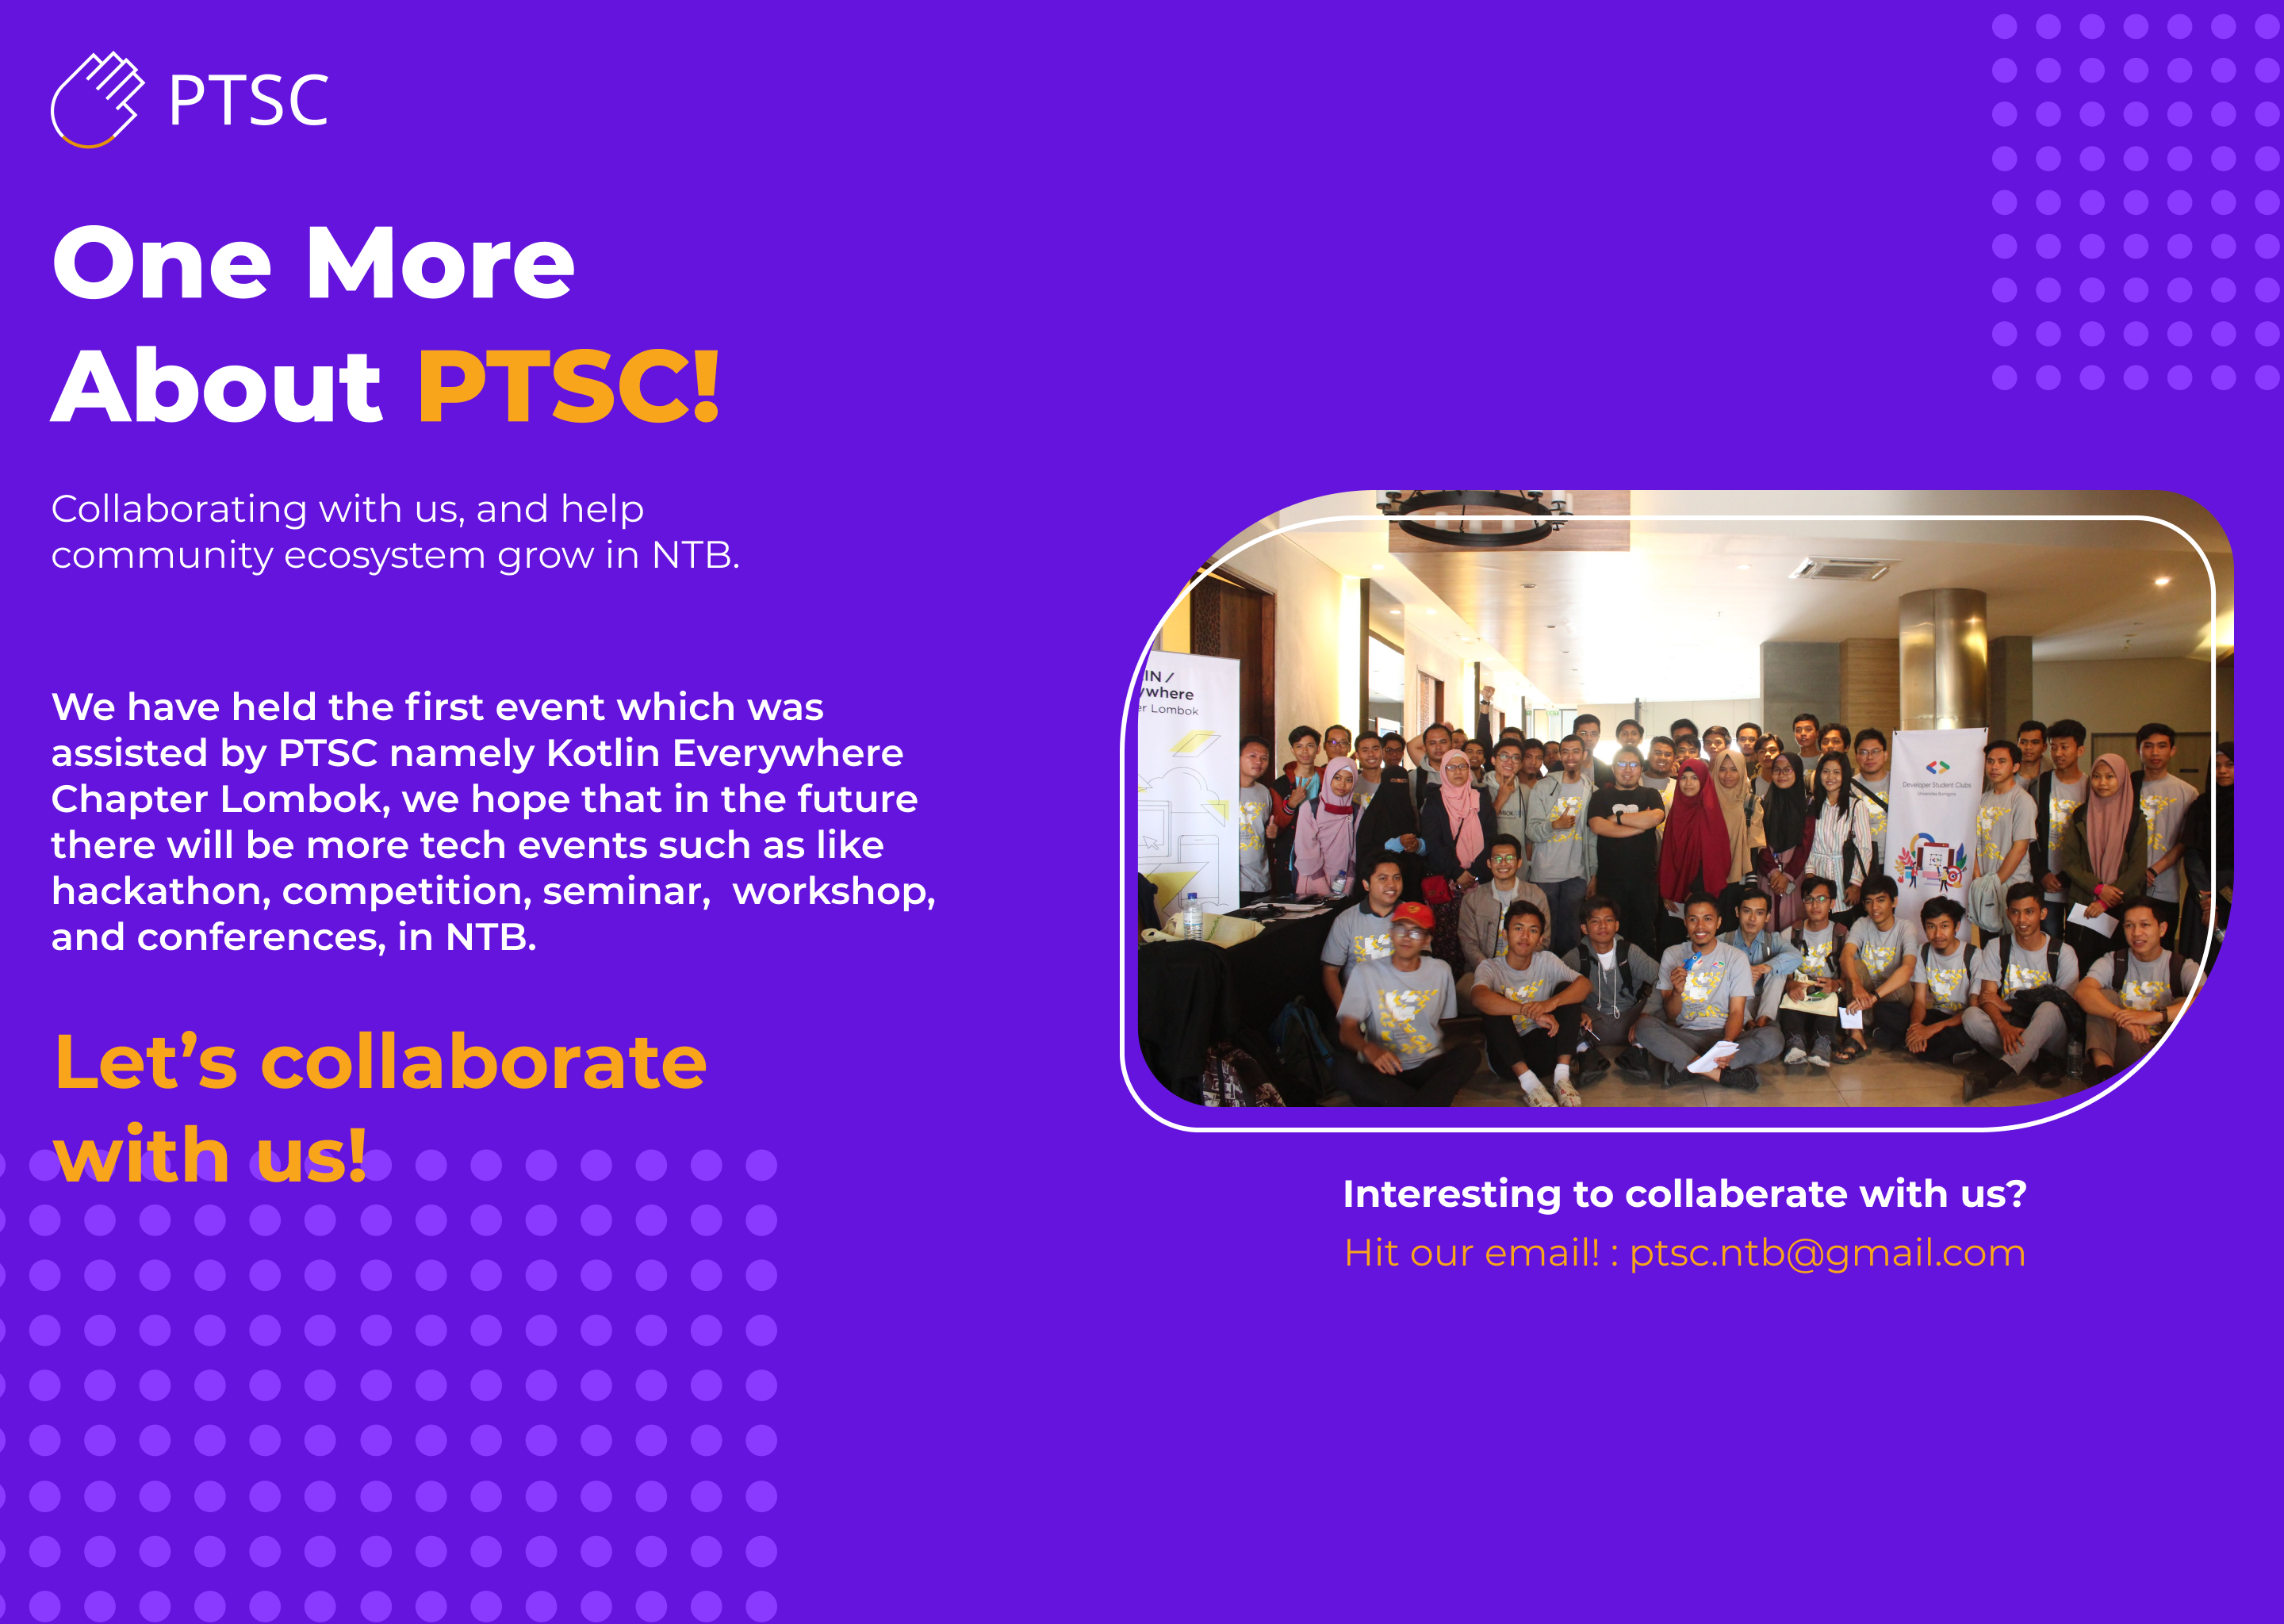 PTSC
One More
About PTSC!
Collaborating with us, and help
community ecosystem grow in NTB.
We have held the first event which was
assisted by PTSC namely Kotlin Everywhere
Chapter Lombok, we hope that in the future
there will be more tech events such as like
hackathon, competition, seminar,  workshop,
and conferences, in NTB.
Let’s collaborate
with us!
IN /
ywhere
er Lombok
Developer Student Clubs
Interesting to collaberate with us?
Hit our email! : ptsc.ntb@gmail.com